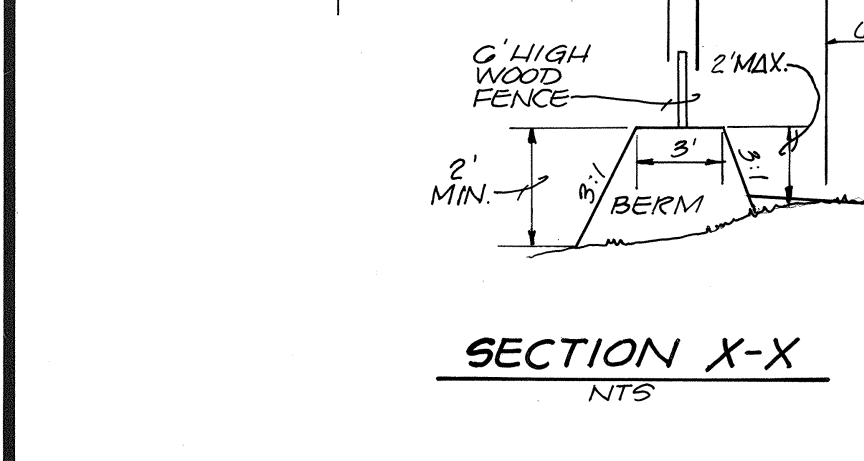 6' HIGH
WOOD
FENCE
2' MAX.
2'
MIN.
3:1
3'
3:1
BERM
SECTION X-X
NTS